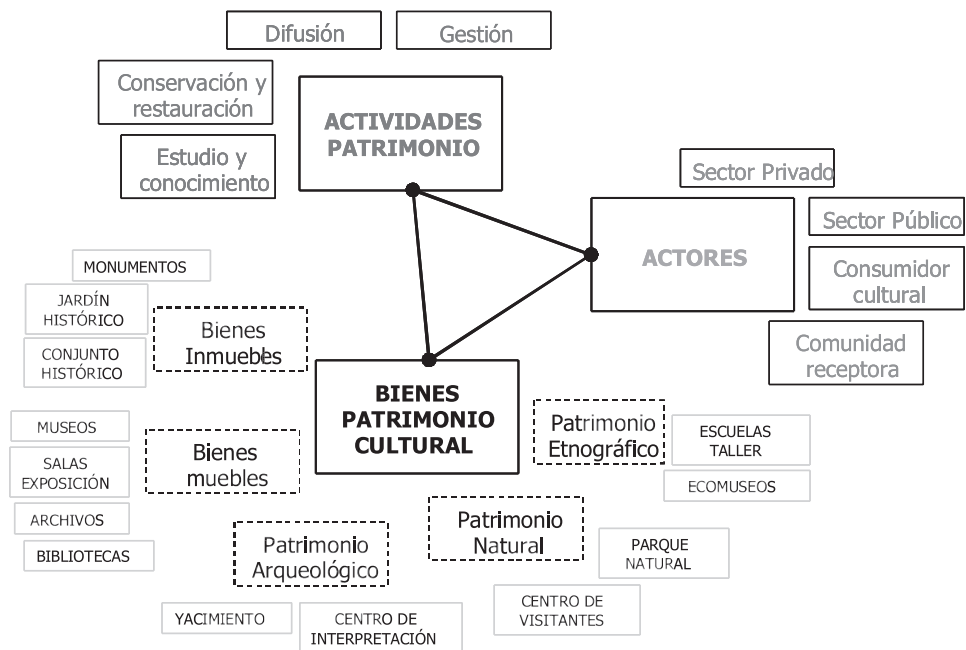 Difusión
Gestión
Conservación y
restauración
Estudio y
conocimiento
ACTIVIDADES
PATRIMONIO
Sector Privado
Sector Público
Consumidor
cultural
Comunidad
receptora
ACTORES
MONUMENTOS
JARDÍN
HISTÓRICO
CONJUNTO
HISTÓRICO
Bienes
Inmuebles
BIENES
PATRIMONIO
CULTURAL
MUSEOS
SALAS
EXPOSICIÓN
ARCHIVOS
BIBLIOTECAS
Bienes
muebles
Patrimonio
Etnográfico
ESCUELAS
TALLER
ECOMUSEOS
Patrimonio
Arqueológico
Patrimonio
Natural
PARQUE
NATURAL
YACIMIENTO
CENTRO DE
INTERPRETACIÓN
CENTRO DE
VISITANTES